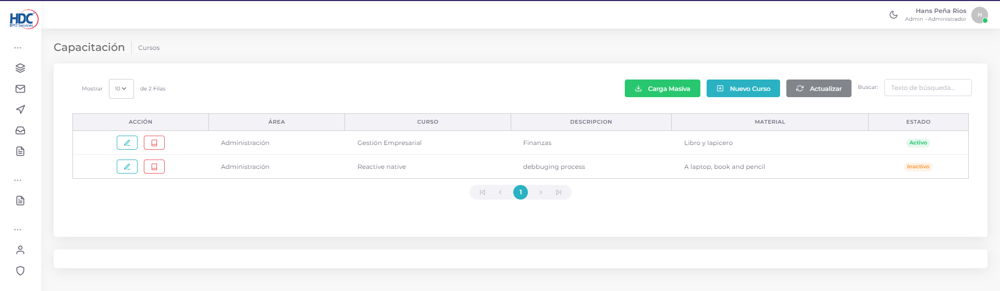 HDC
BPO Services
Hans Peña Rios
Admin - Administrador
H
Capacitación
Cursos
Mostrar 10 de 2 Filas
Carga Masiva
Nuevo Curso
Actualizar
Buscar: Texto de búsqueda...
ACCIÓN ÁREA CURSO DESCRIPCION MATERIAL ESTADO
Administración Gestión Empresarial Finanzas Libro y lapicero Activo
Administración Reactive native debbuging process A laptop, book and pencil Inactivo
1